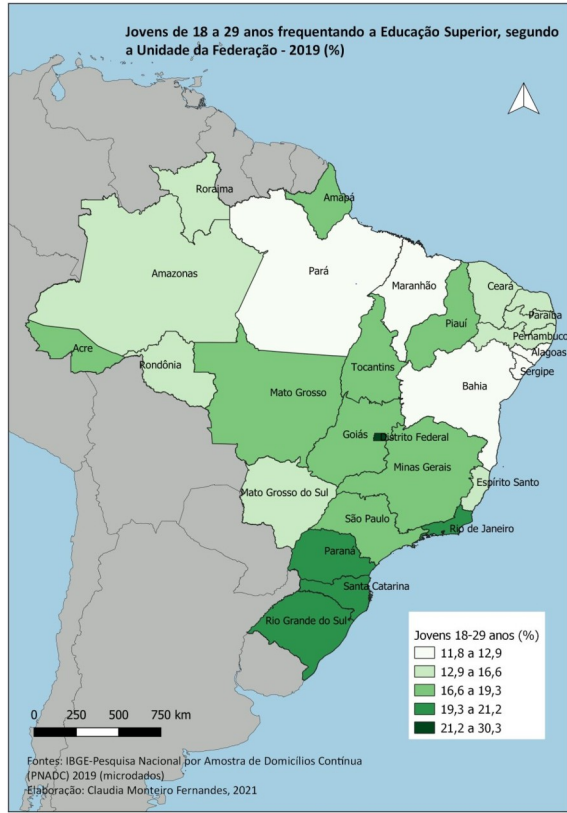 Jovens de 18 a 29 anos frequentando a Educação Superior, segundo
a Unidade da Federação - 2019 (%)
Roraima
Amapá
Amazonas
Pará
Maranhão
Ceará
Paraíba
Piauí
Pernambuco
Alagoas
Sergipe
Acre
Rondônia
Tocantins
Mato Grosso
Bahia
Goiás
Distrito Federal
Minas Gerais
Mato Grosso do Sul
Espírito Santo
São Paulo
Rio de Janeiro
Paraná
Santa Catarina
Rio Grande do Sul
Jovens 18-29 anos (%)
11,8 a 12,9
12,9 a 16,6
16,6 a 19,3
19,3 a 21,2
21,2 a 30,3
0 250 500 750 km
Fontes: IBGE-Pesquisa Nacional por Amostra de Domicílios Contínua
(PNADC) 2019 (microdados)
Elaboração: Claudia Monteiro Fernandes, 2021